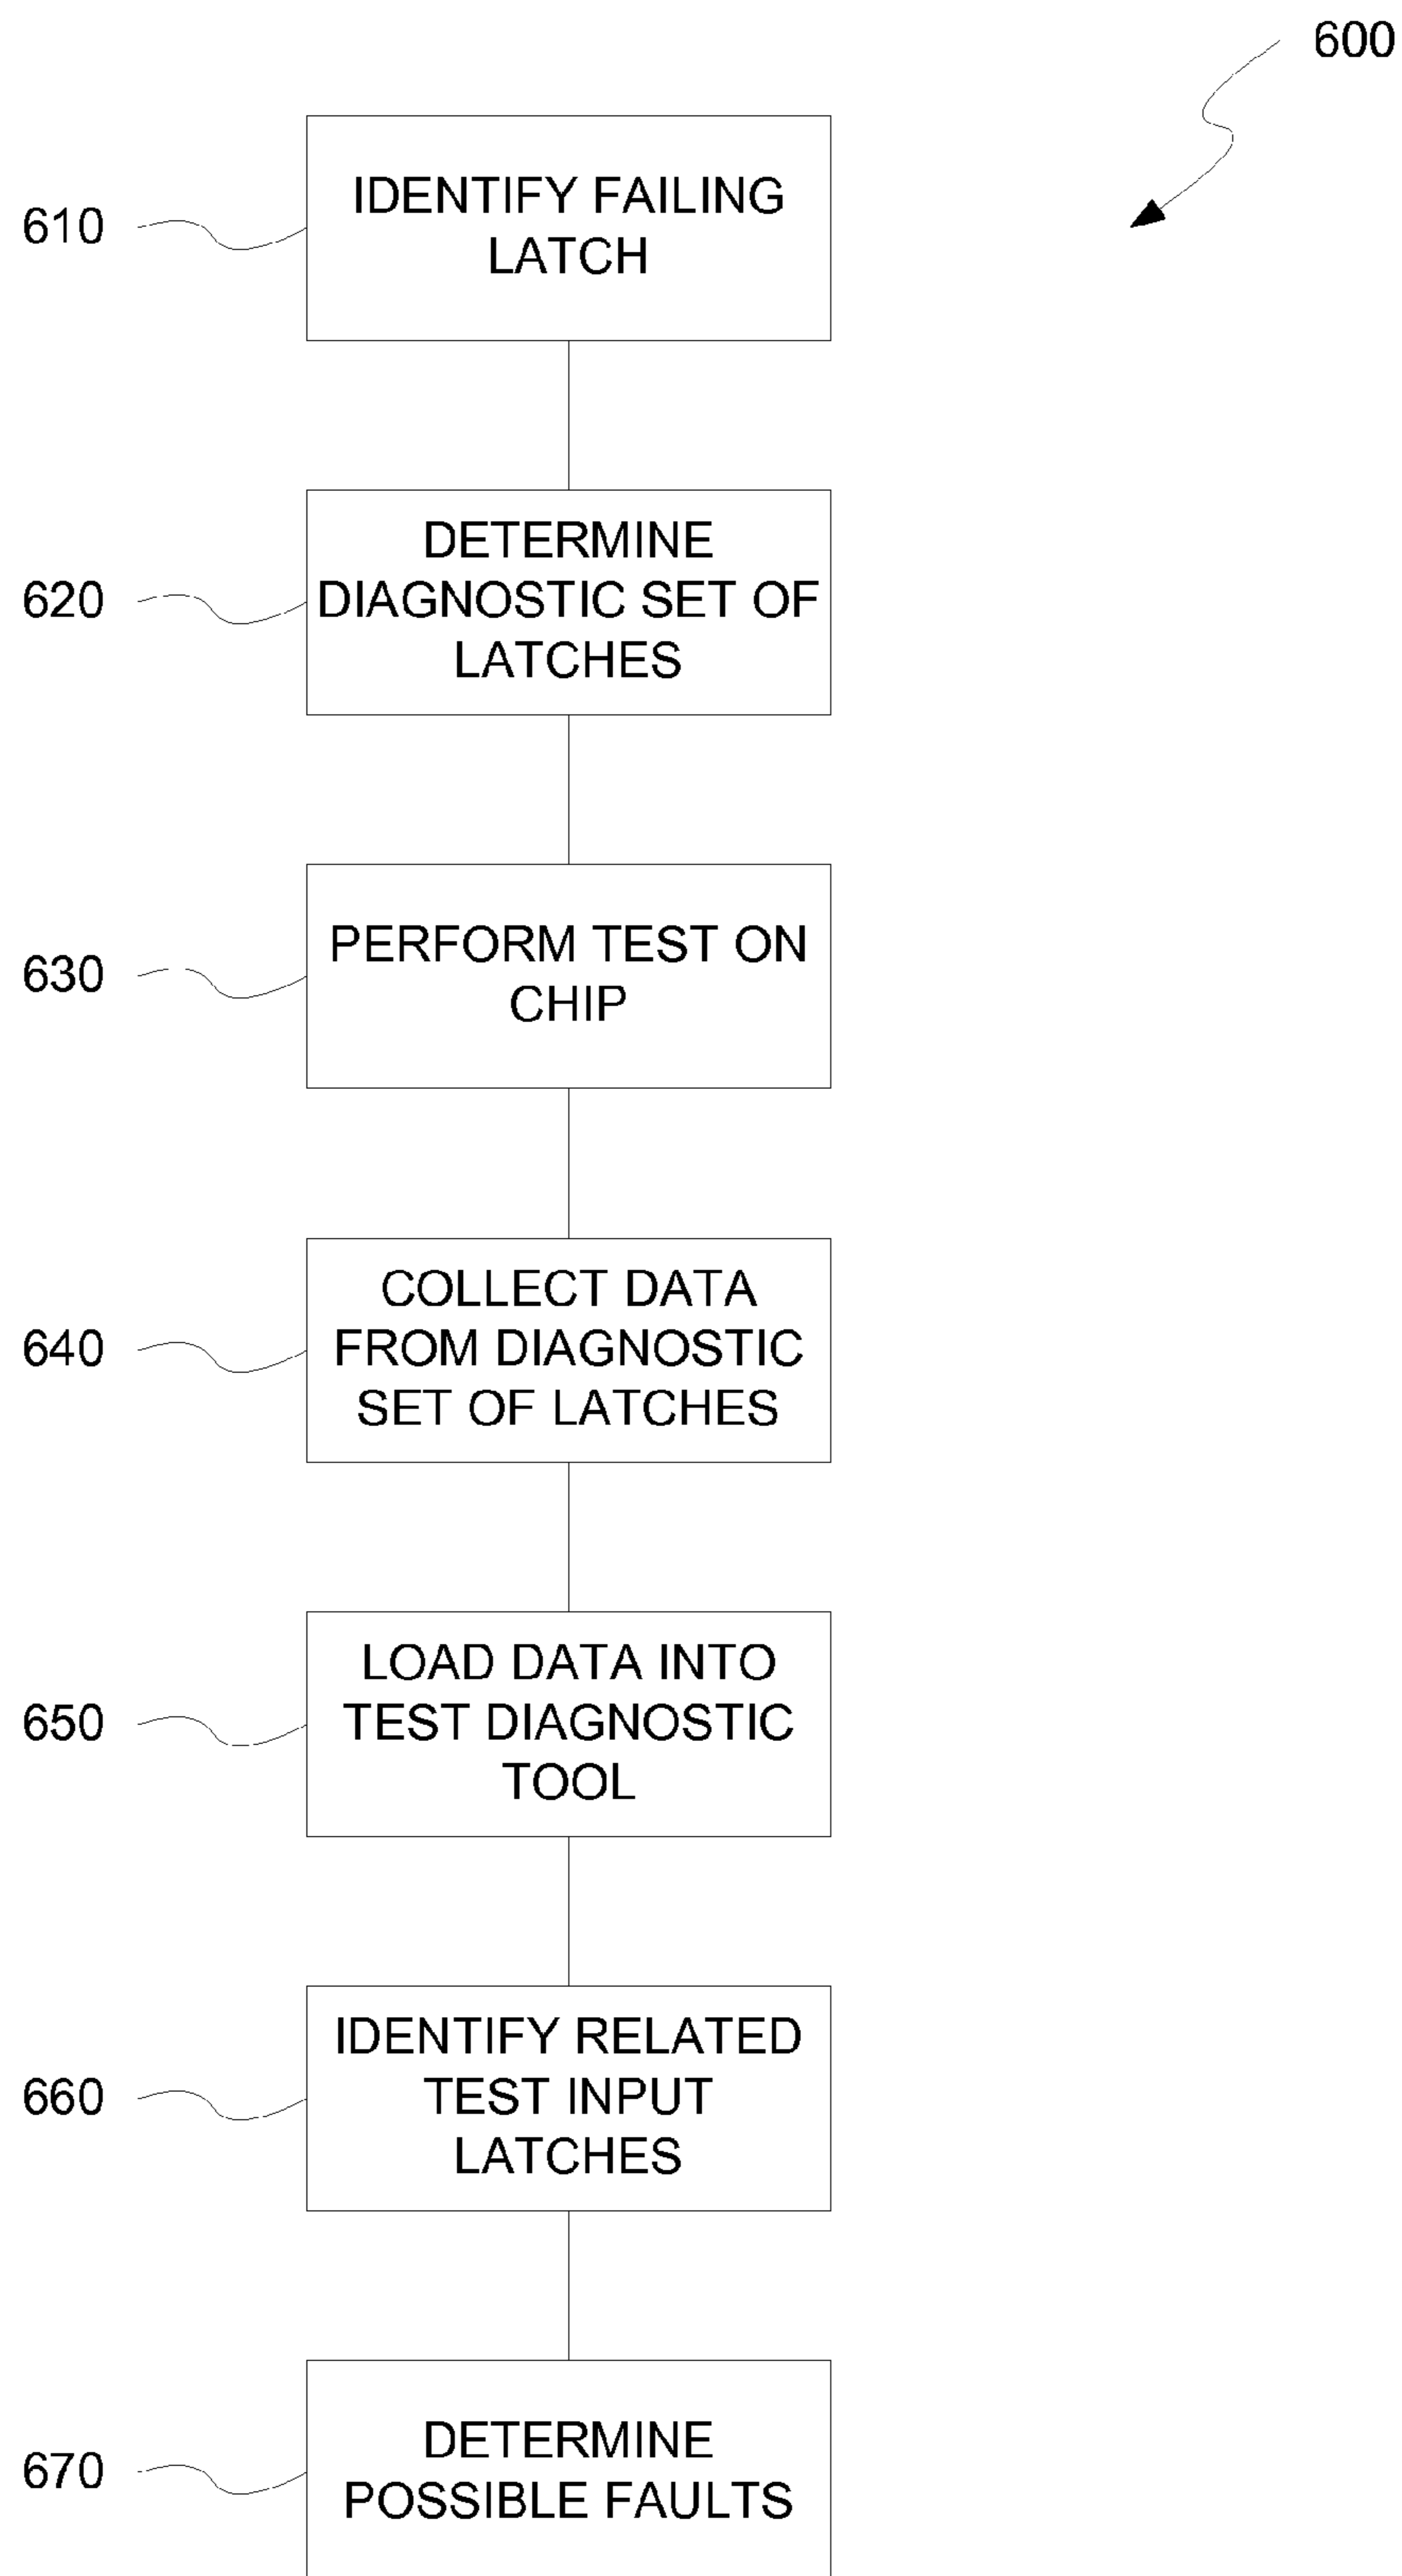 600
610
IDENTIFY FAILING
LATCH
620
DETERMINE
DIAGNOSTIC SET OF
LATCHES
630
PERFORM TEST ON
CHIP
640
COLLECT DATA
FROM DIAGNOSTIC
SET OF LATCHES
650
LOAD DATA INTO
TEST DIAGNOSTIC
TOOL
660
IDENTIFY RELATED
TEST INPUT
LATCHES
670
DETERMINE
POSSIBLE FAULTS